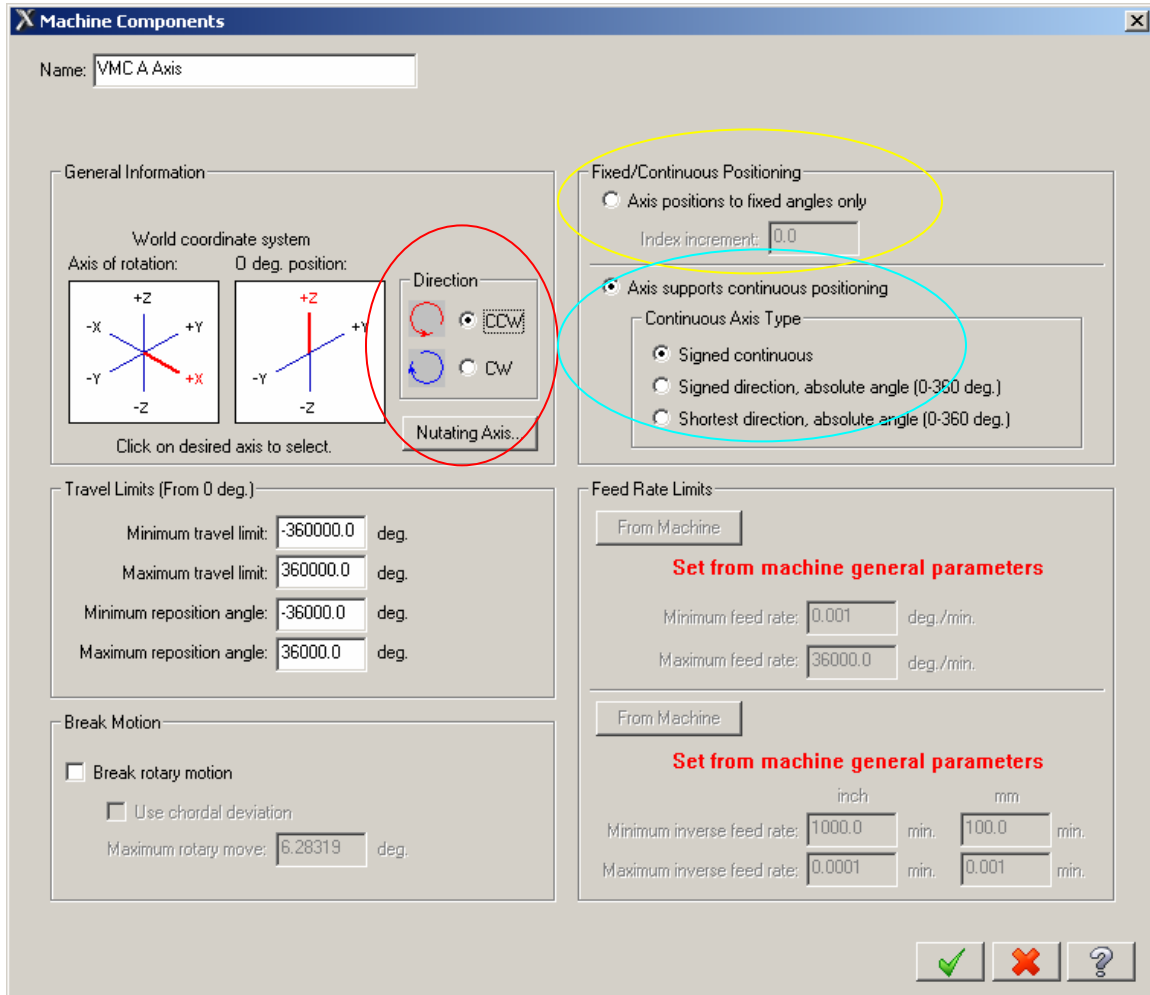 Machine Components
Name: VMC A Axis
General Information
World coordinate system
Axis of rotation: 0 deg. position:
+Z
-X +Y
-Y +X
-Z
+Z
+Y
-Y
-Z
Click on desired axis to select.
Direction
CCW
CW
Nutating Axis...
Fixed/Continuous Positioning
Axis positions to fixed angles only
Index increment: 0.0
Axis supports continuous positioning
Continuous Axis Type
Signed continuous
Signed direction, absolute angle (0-360 deg.)
Shortest direction, absolute angle (0-360 deg.)
Travel Limits (From 0 deg.)
Minimum travel limit: -360000.0 deg.
Maximum travel limit: 360000.0 deg.
Minimum reposition angle: -36000.0 deg.
Maximum reposition angle: 36000.0 deg.
Feed Rate Limits
From Machine
Set from machine general parameters
Minimum feed rate: 0.001 deg./min.
Maximum feed rate: 36000.0 deg./min.
From Machine
Set from machine general parameters
inch mm
Minimum inverse feed rate: 1000.0 min. 100.0 min.
Maximum inverse feed rate: 0.0001 min. 0.001 min.
Break Motion
Break rotary motion
Use chordal deviation
Maximum rotary move: 6.28319 deg.